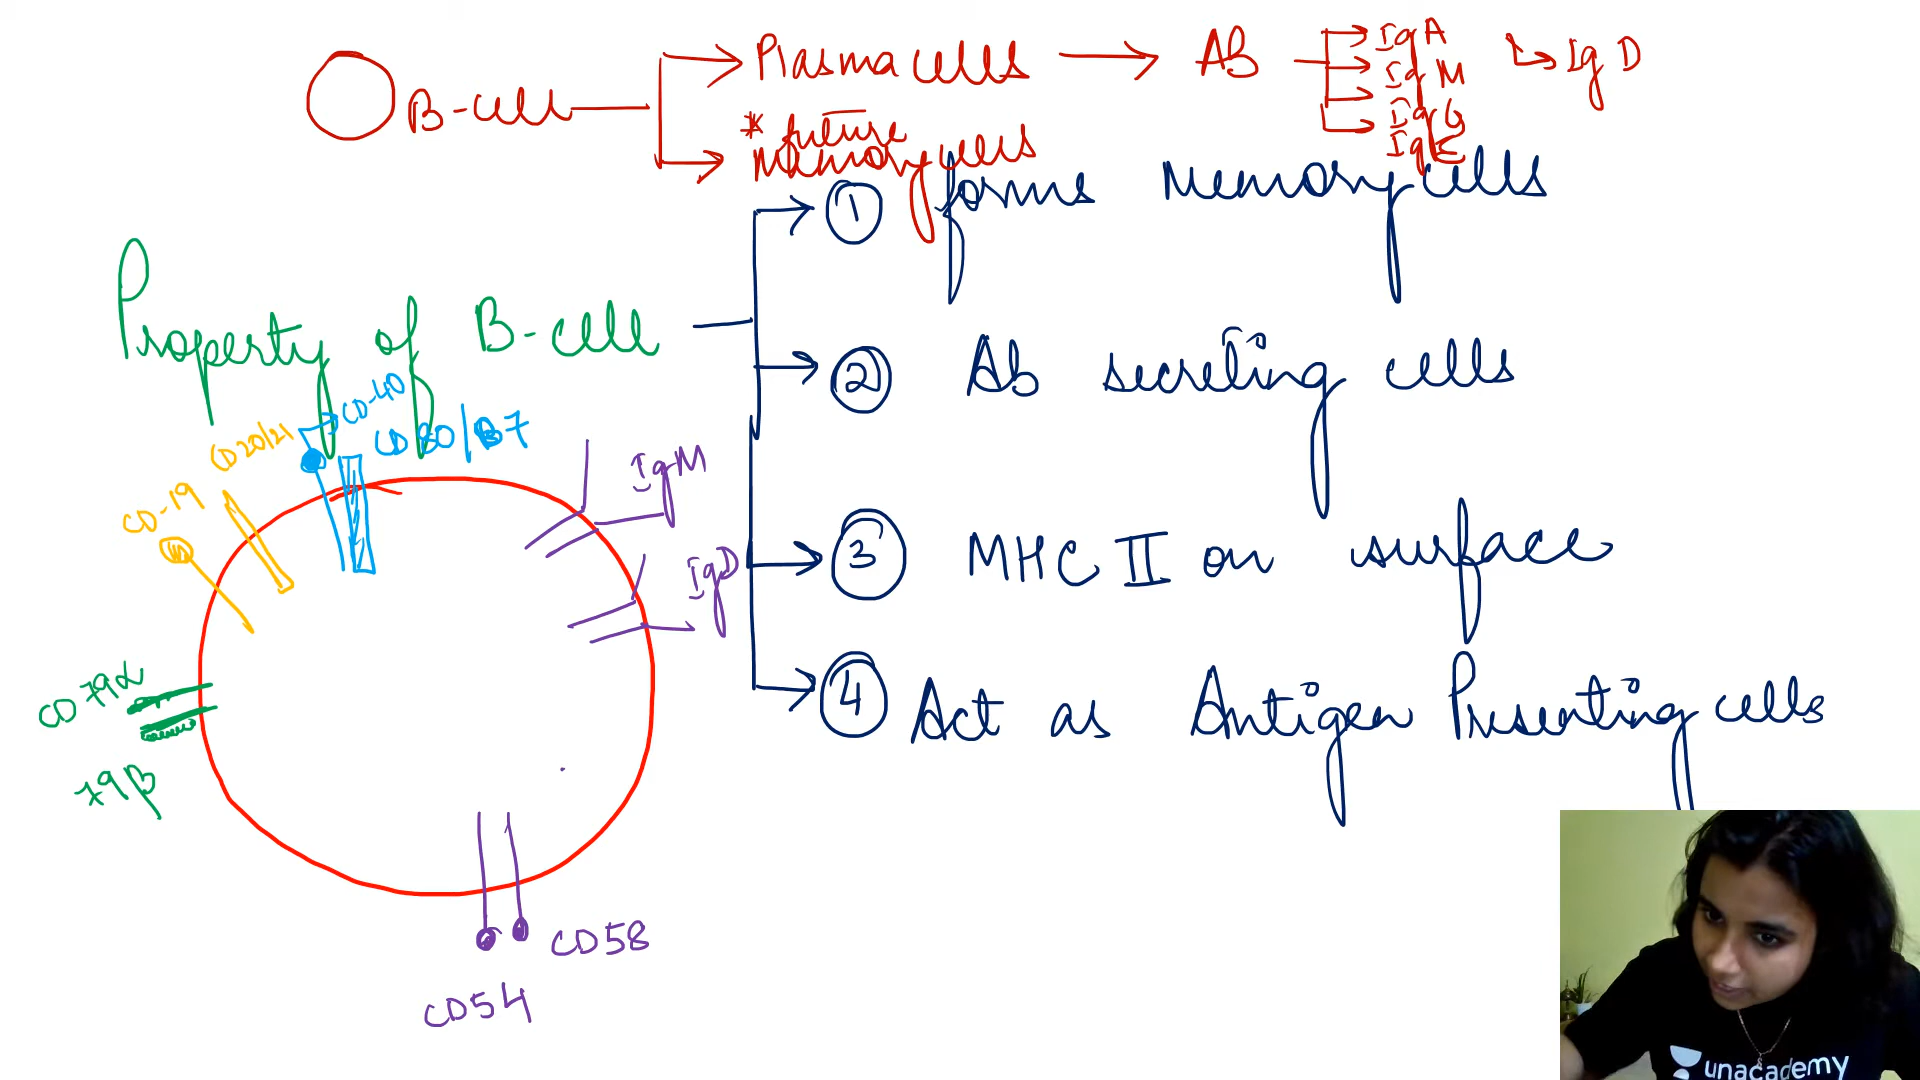 B-cell
Plasma cells
Ab
IgA
IgM
IgG
IgE
IgD
* future
memory cells
Property of B-cell
① forms memory cells
② Ab secreting cells
③ MHC II on surface
④ Act as Antigen Presenting cells
CD-40
CD80/B7
CD20/21
CD-19
IgM
IgD
CD79α
79β
CD58
CD54
unacademy